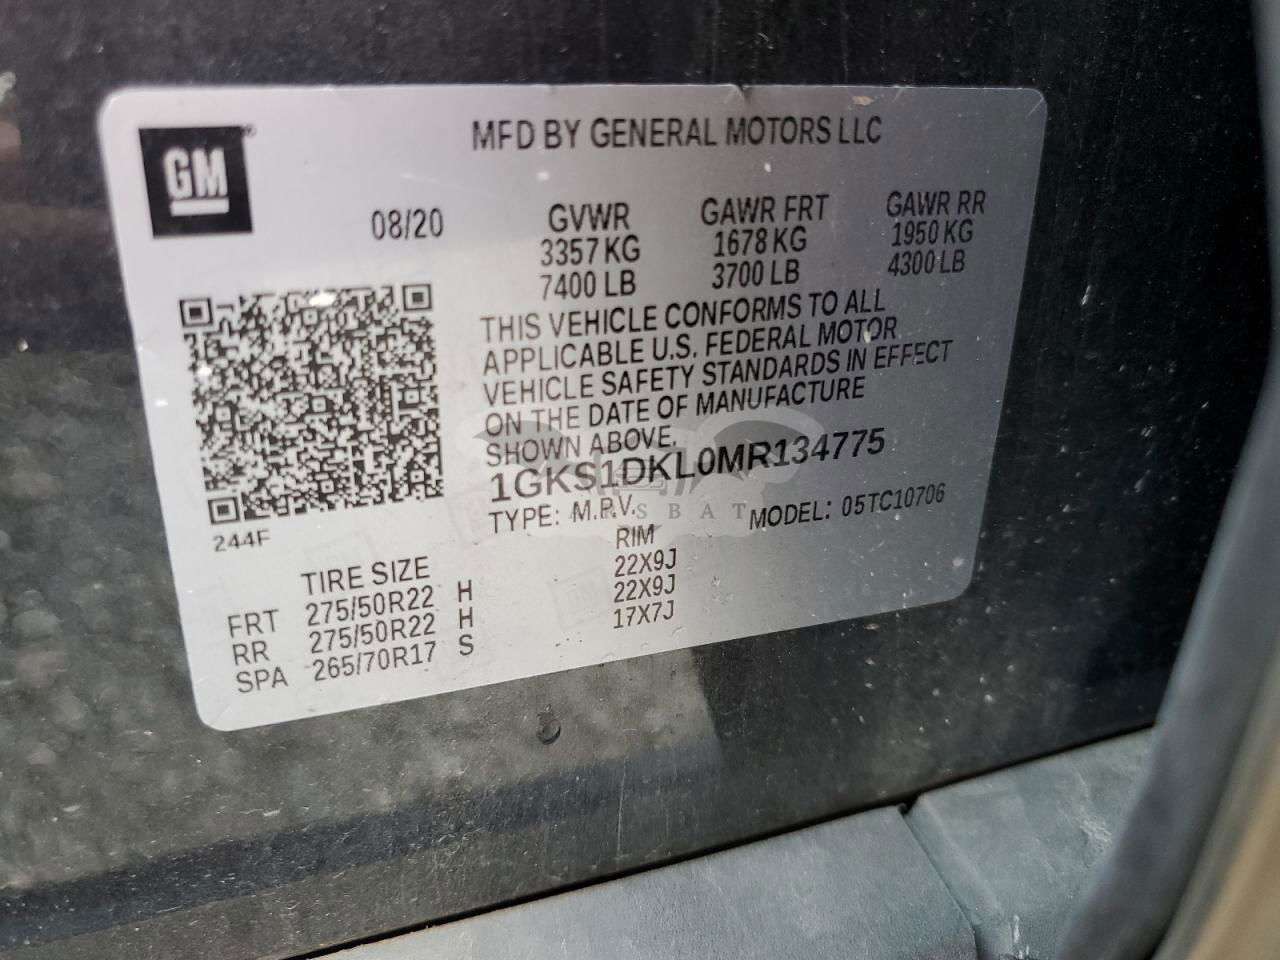 GM
MFD BY GENERAL MOTORS LLC
08/20
GVWR GAWR FRT GAWR RR
3357 KG 1678 KG 1950 KG
7400 LB 3700 LB 4300 LB
THIS VEHICLE CONFORMS TO ALL
APPLICABLE U.S. FEDERAL MOTOR
VEHICLE SAFETY STANDARDS IN EFFECT
ON THE DATE OF MANUFACTURE
SHOWN ABOVE.
1GKS1DKL0MR134775
TYPE: M.P.V. MODEL: 05TC10706
244F
TIRE SIZE RIM
FRT 275/50R22 H 22X9J
RR 275/50R22 H 22X9J
SPA 265/70R17 S 17X7J